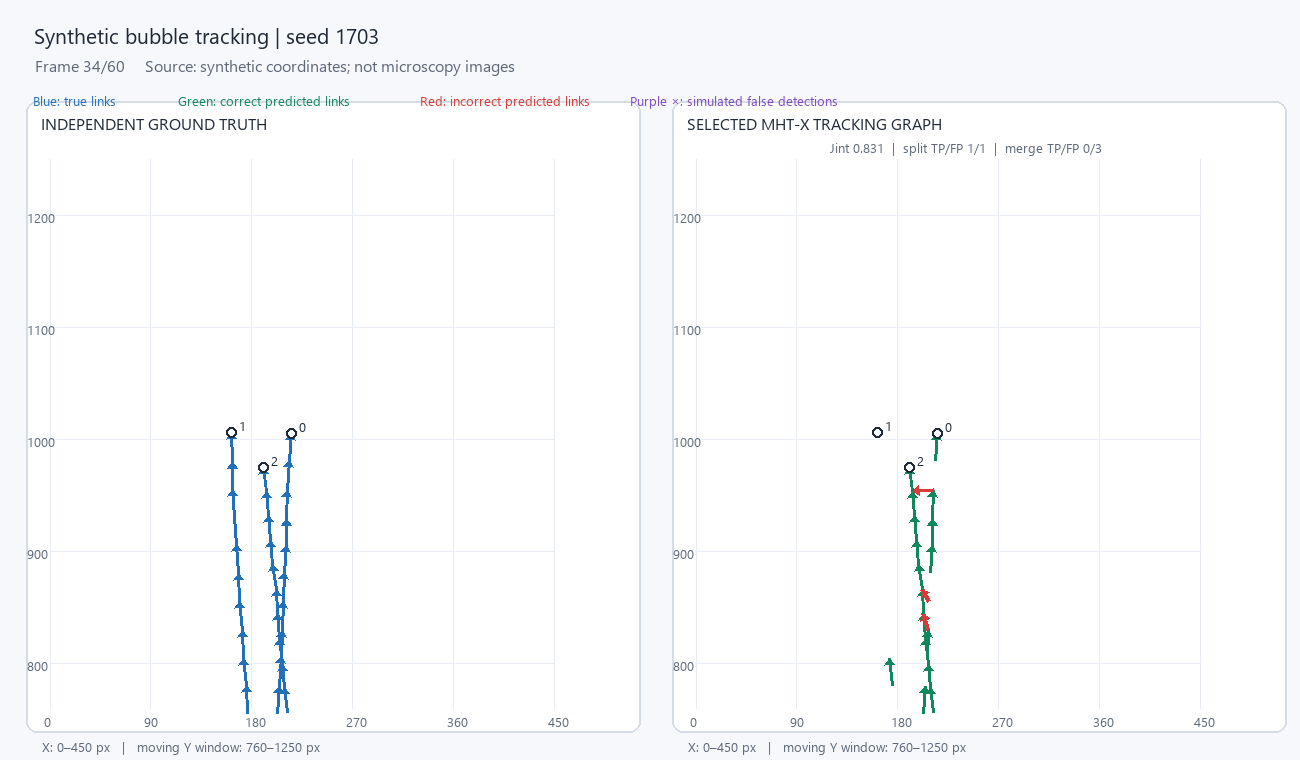 Synthetic bubble tracking | seed 1703
Frame 34/60 Source: synthetic coordinates; not microscopy images
Blue: true links Green: correct predicted links Red: incorrect predicted links Purple ×: simulated false detections
INDEPENDENT GROUND TRUTH
1200
1100
1000
900
800
1
0
2
0 90 180 270 360 450
X: 0–450 px | moving Y window: 760–1250 px
SELECTED MHT-X TRACKING GRAPH
Jint 0.831 | split TP/FP 1/1 | merge TP/FP 0/3
1200
1100
1000
900
800
1
0
2
0 90 180 270 360 450
X: 0–450 px | moving Y window: 760–1250 px